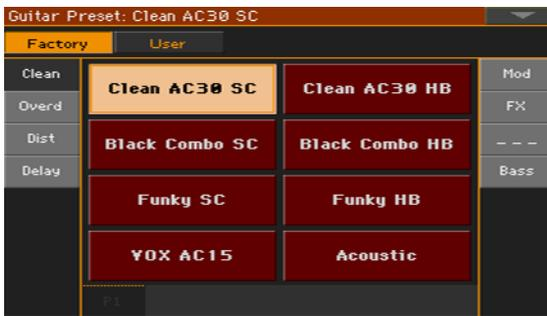 Guitar Preset: Clean AC30 SC
Factory User
Clean Clean AC30 SC Clean AC30 HB Mod
Overd FX
Dist Black Combo SC Black Combo HB ---
Delay Bass
Funky SC Funky HB
VOX AC15 Acoustic
P1